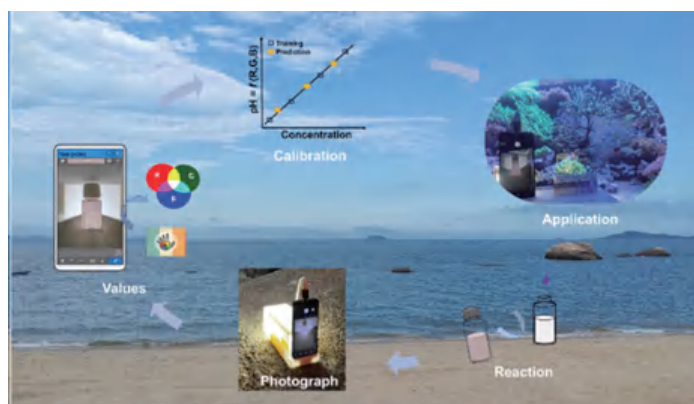 Training
Prediction
pH = f (R,G,B)
Concentration
Calibration
Application
R
G
B
Values
Photograph
Reaction